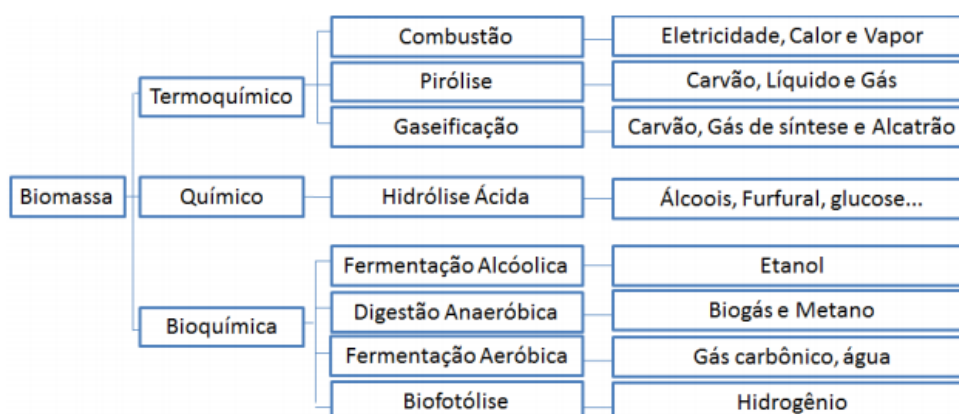 Combustão
Eletricidade, Calor e Vapor
Termoquímico
Pirólise
Carvão, Líquido e Gás
Gaseificação
Carvão, Gás de síntese e Alcatrão
Biomassa
Químico
Hidrólise Ácida
Álcoois, Furfural, glucose...
Fermentação Alcóolica
Etanol
Bioquímica
Digestão Anaeróbica
Biogás e Metano
Fermentação Aeróbica
Gás carbônico, água
Biofotólise
Hidrogênio